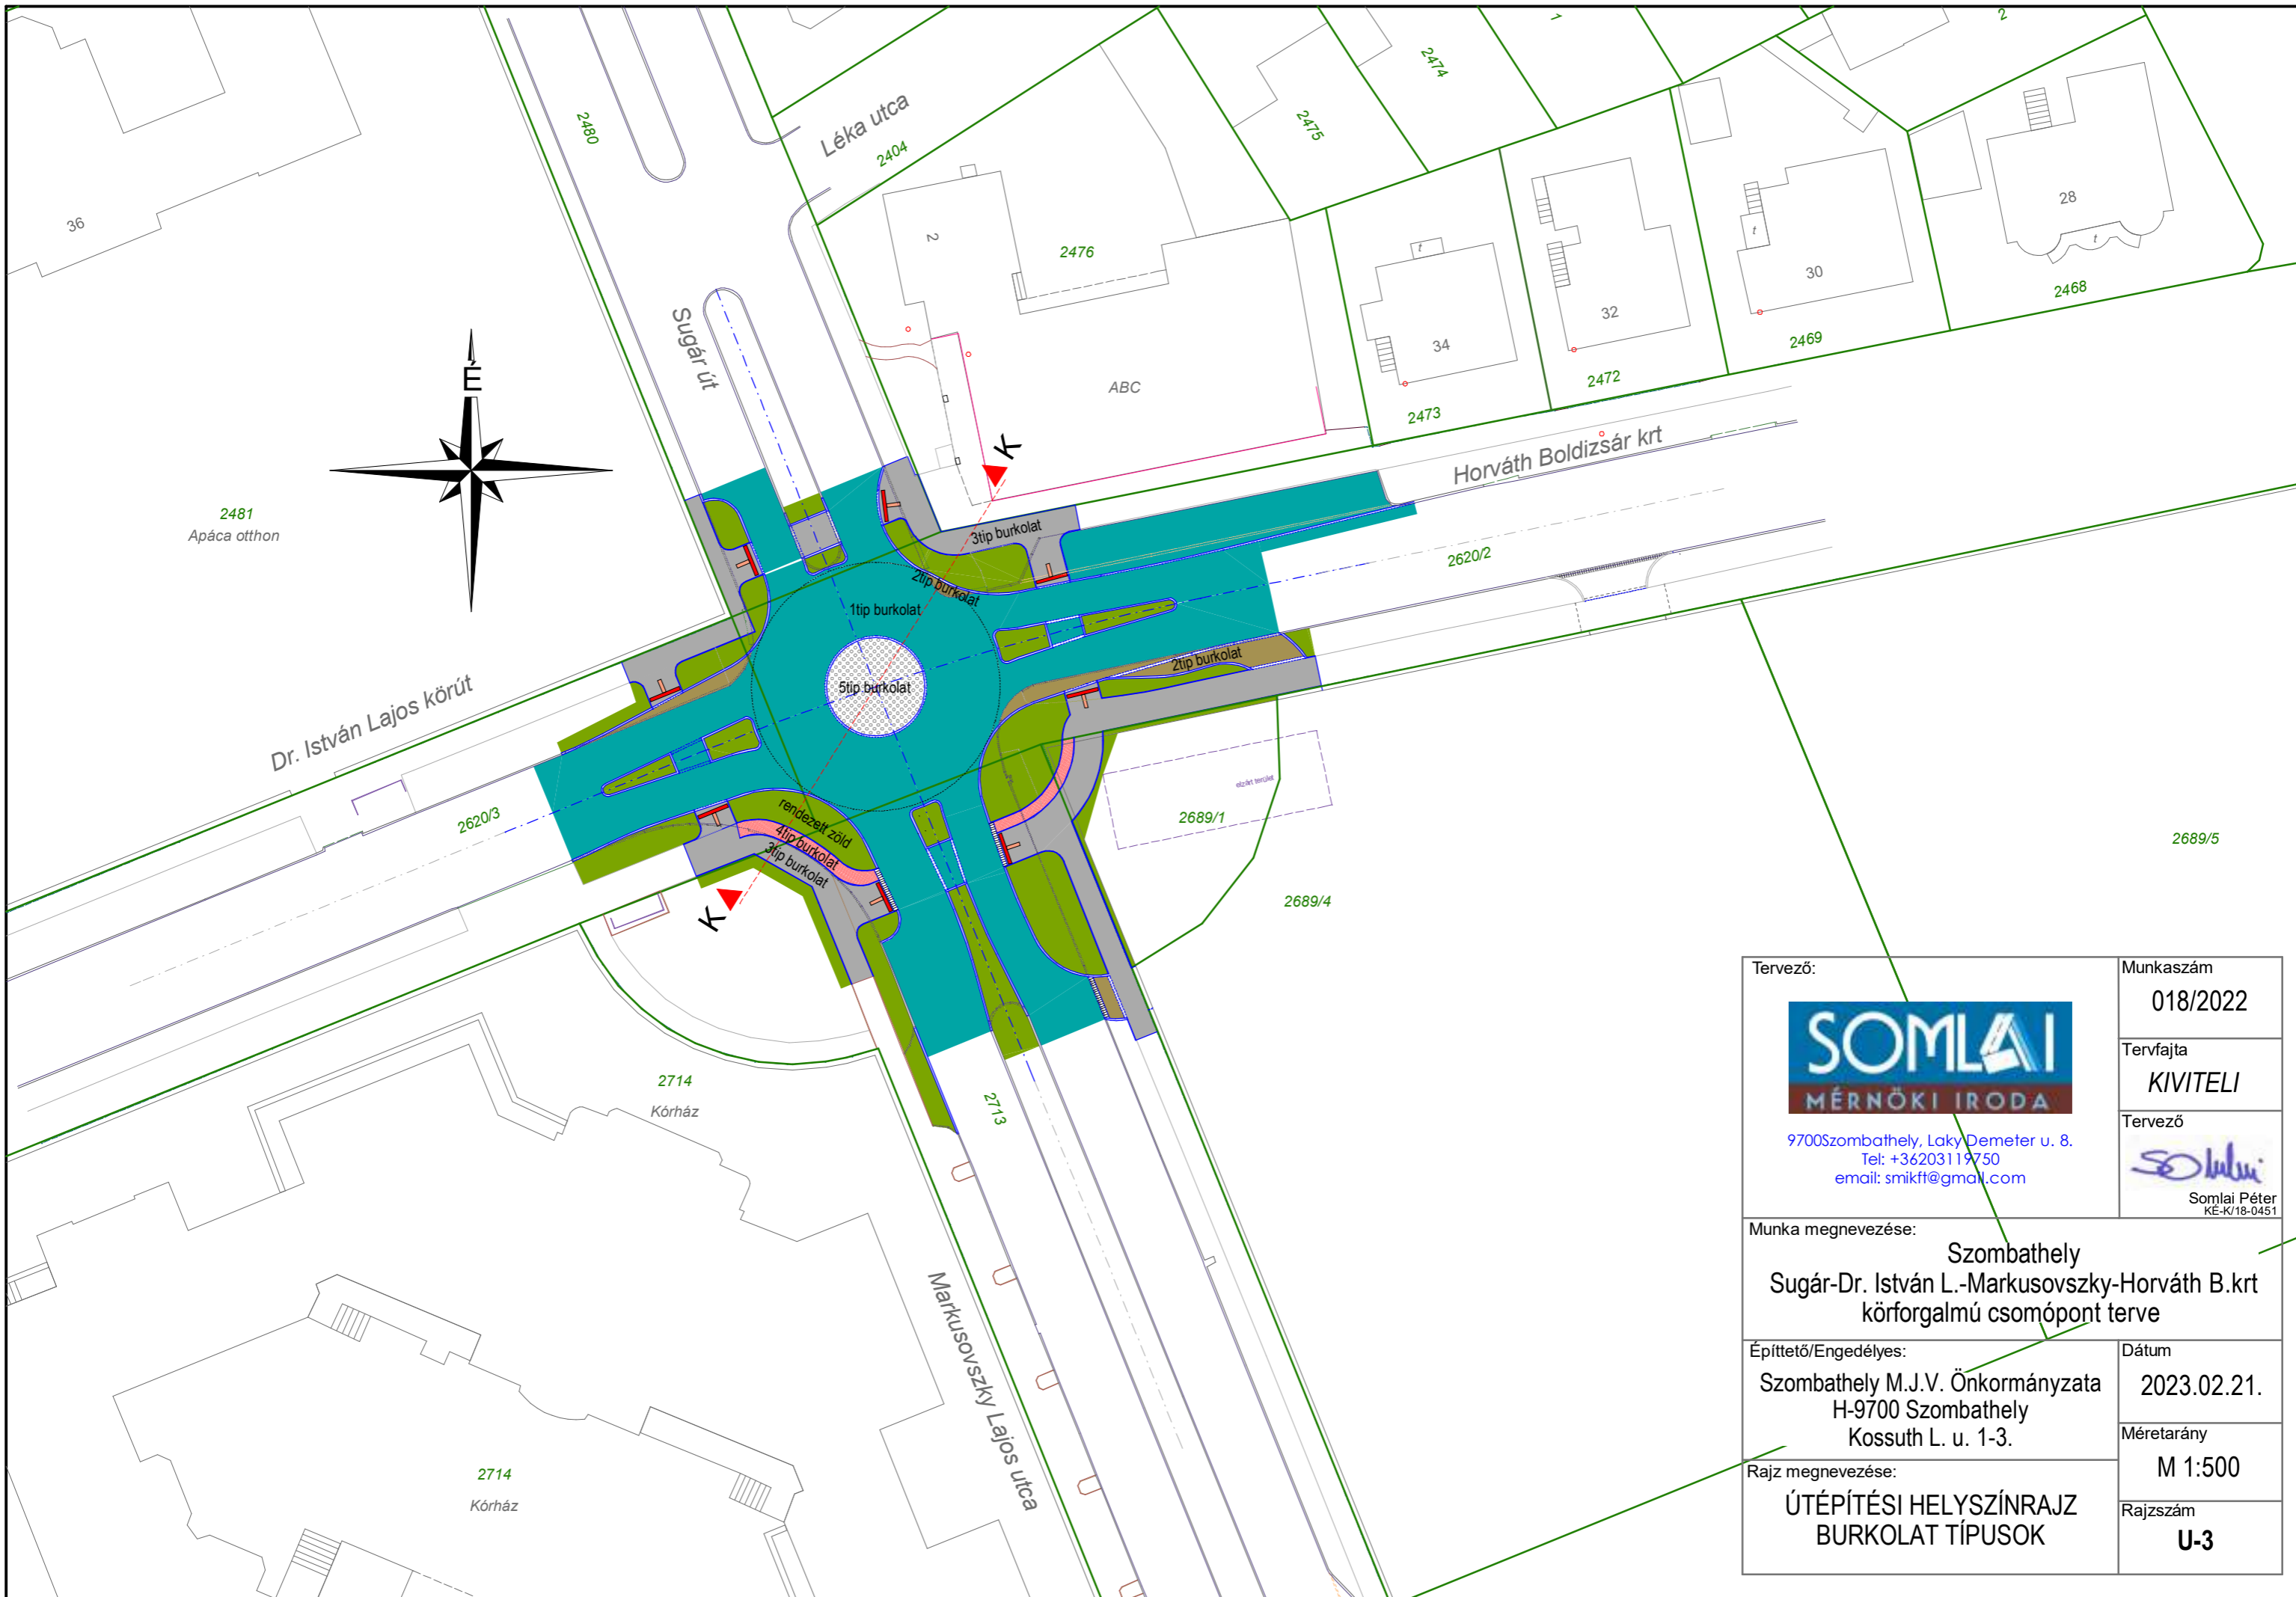 1
2
2474
2475
2480
Léka utca
2404
36
2
2476
28
t
t
30
t
32
34
2468
2469
2472
2473
Sugár út
ABC
É
K
Horváth Boldizsár krt
2481
Apáca otthon
3tip burkolat
2tip burkolat
1tip burkolat
2620/2
2tip burkolat
5tip burkolat
Dr. István Lajos körút
elzárt terület
2620/3
rendezett zöld
4tip burkolat
3tip burkolat
2689/1
2689/5
2689/4
K
2714
Kórház
2713
Markusovszky Lajos utca
2714
Kórház
Tervező:
SOMLAI
MÉRNÖKI IRODA
9700Szombathely, Laky Demeter u. 8.
Tel: +36203119750
email: smikft@gmail.com
Munkaszám
018/2022
Tervfajta
KIVITELI
Tervező
Somlai
Somlai Péter
KÉ-K/18-0451
Munka megnevezése:
Szombathely
Sugár-Dr. István L.-Markusovszky-Horváth B.krt
körforgalmú csomópont terve
Építtető/Engedélyes:
Szombathely M.J.V. Önkormányzata
H-9700 Szombathely
Kossuth L. u. 1-3.
Dátum
2023.02.21.
Méretarány
M 1:500
Rajz megnevezése:
ÚTÉPÍTÉSI HELYSZÍNRAJZ
BURKOLAT TÍPUSOK
Rajzszám
U-3